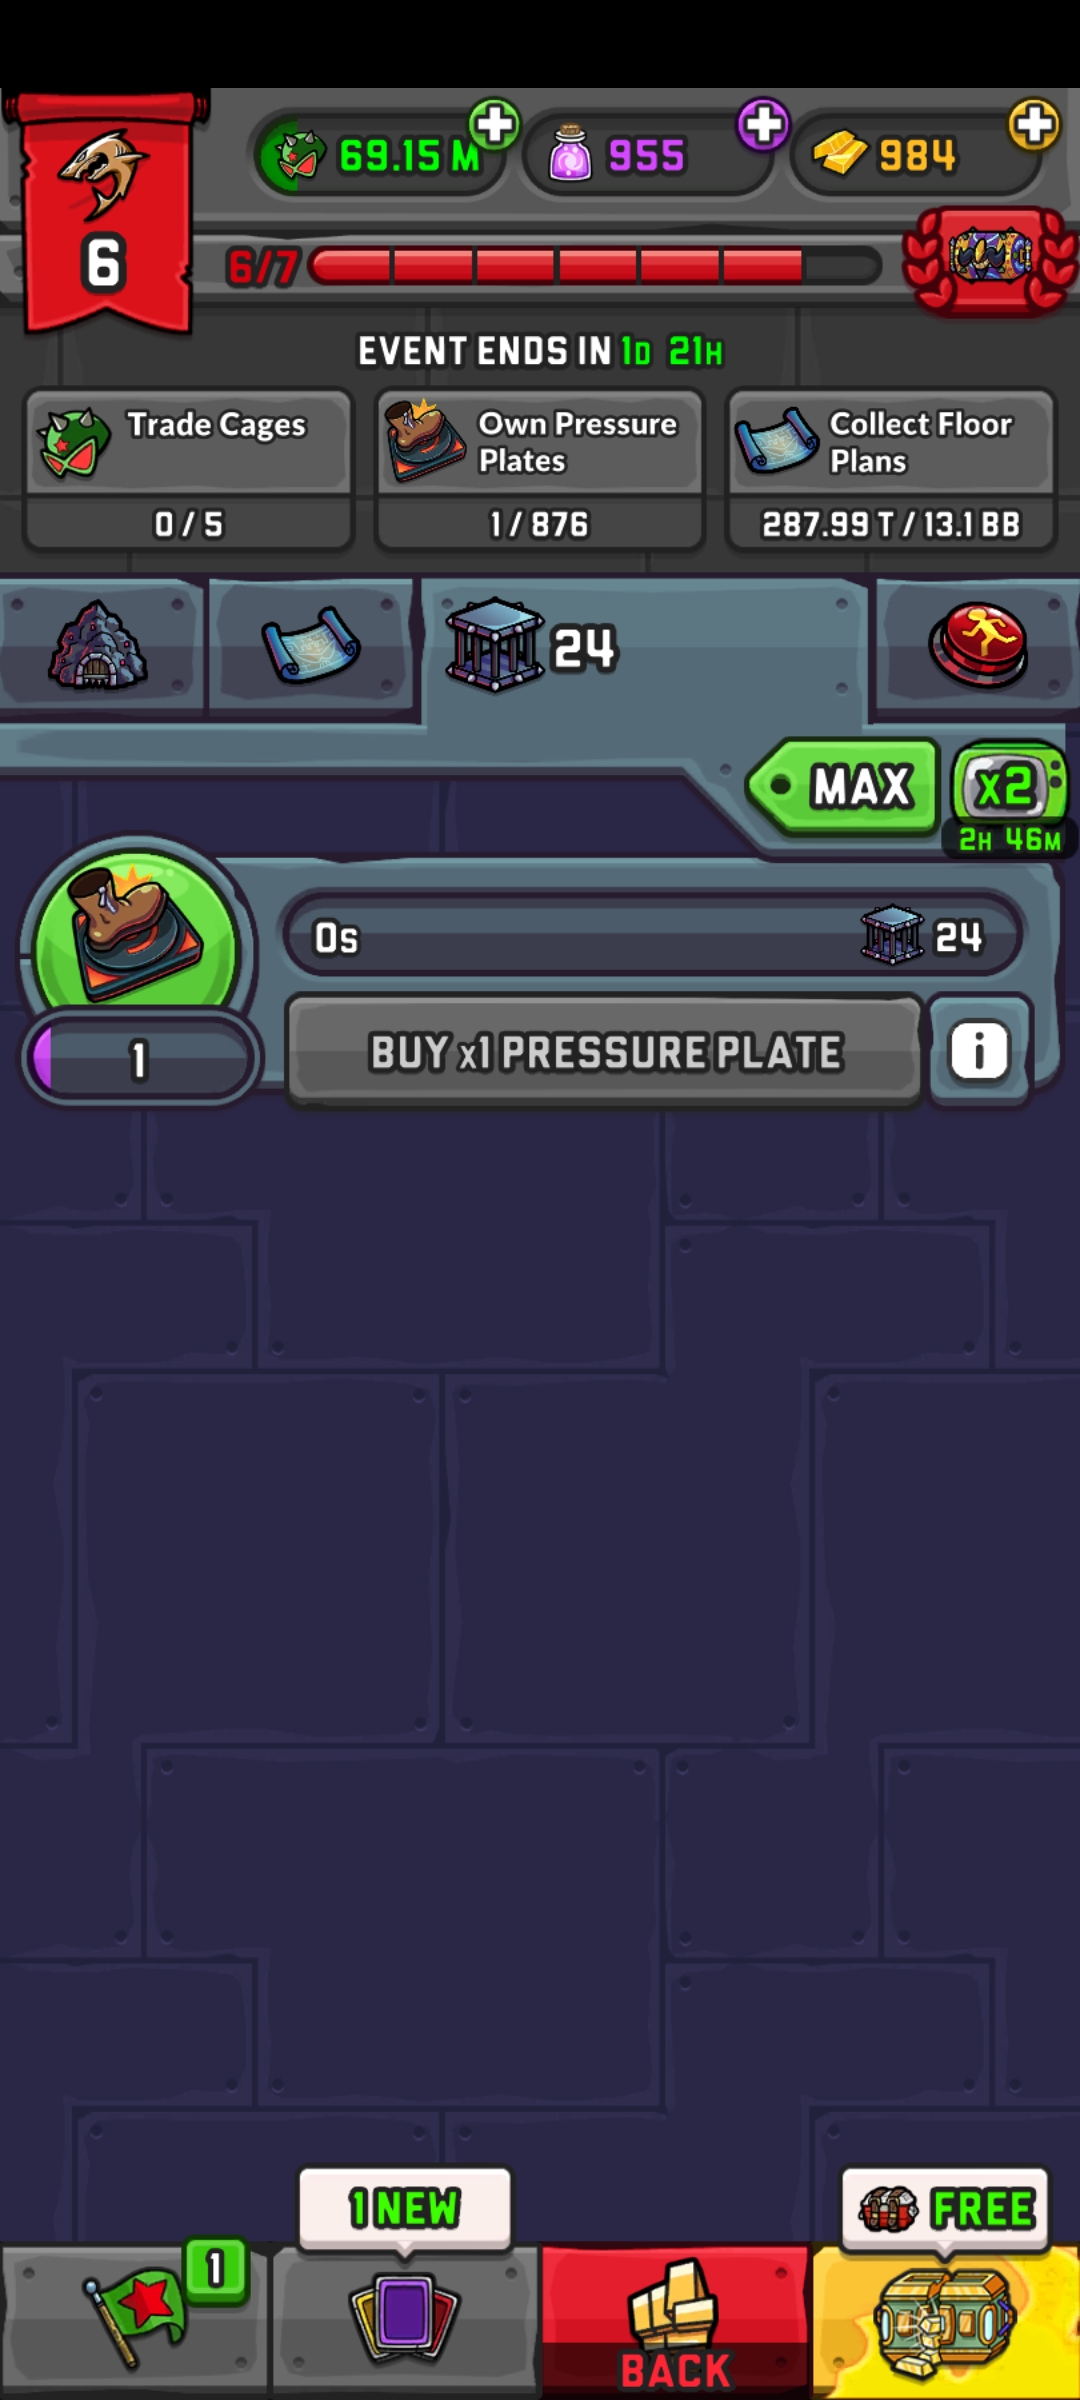 69.15 M
955
984
6
6/7
EVENT ENDS IN 1D 21H
Trade Cages
0 / 5
Own Pressure
Plates
1 / 876
Collect Floor
Plans
287.99 T / 13.1 BB
24
MAX
x2
2H 46M
0s
24
1
BUY x1 PRESSURE PLATE
i
1 NEW
FREE
1
BACK